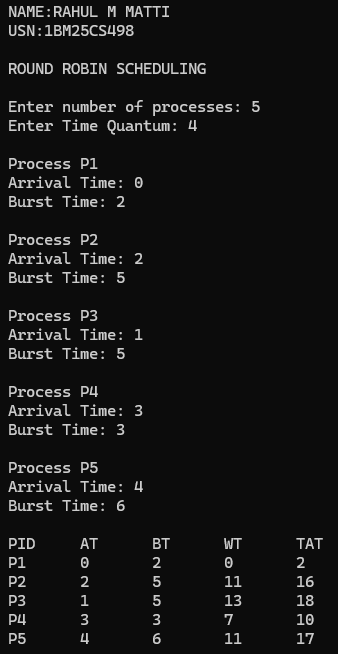 NAME:RAHUL M MATTI
USN:1BM25CS498
ROUND ROBIN SCHEDULING
Enter number of processes: 5
Enter Time Quantum: 4
Process P1
Arrival Time: 0
Burst Time: 2
Process P2
Arrival Time: 2
Burst Time: 5
Process P3
Arrival Time: 1
Burst Time: 5
Process P4
Arrival Time: 3
Burst Time: 3
Process P5
Arrival Time: 4
Burst Time: 6
PID AT BT WT TAT
P1 0 2 0 2
P2 2 5 11 16
P3 1 5 13 18
P4 3 3 7 10
P5 4 6 11 17